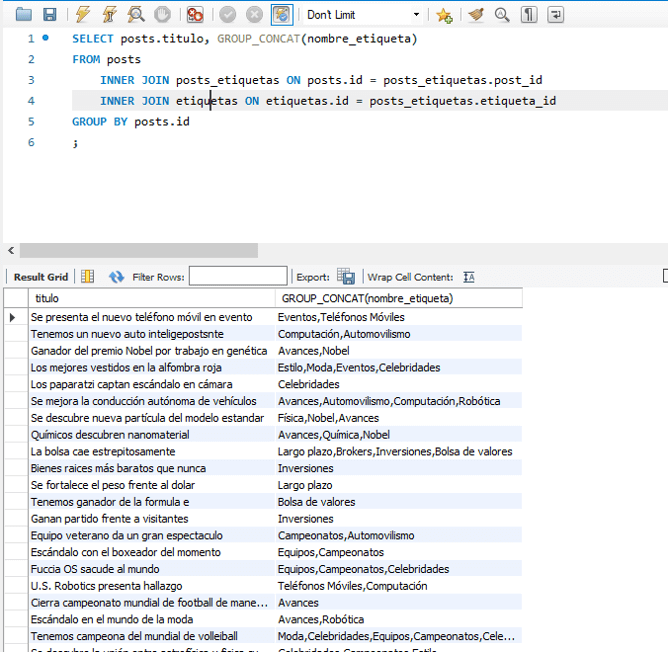 Don't Limit
1 SELECT posts.titulo, GROUP_CONCAT(nombre_etiqueta)
2 FROM posts
3 INNER JOIN posts_etiquetas ON posts.id = posts_etiquetas.post_id
4 INNER JOIN etiquetas ON etiquetas.id = posts_etiquetas.etiqueta_id
5 GROUP BY posts.id
6 ;
Result Grid Filter Rows: Export: Wrap Cell Content:
titulo GROUP_CONCAT(nombre_etiqueta)
Se presenta el nuevo teléfono móvil en evento Eventos,Teléfonos Móviles
Tenemos un nuevo auto inteligepostsnte Computación,Automovilismo
Ganador del premio Nobel por trabajo en genética Avances,Nobel
Los mejores vestidos en la alfombra roja Estilo,Moda,Eventos,Celebridades
Los paparatzi captan escándalo en cámara Celebridades
Se mejora la conducción autónoma de vehículos Avances,Automovilismo,Computación,Robótica
Se descubre nueva partícula del modelo estandar Física,Nobel,Avances
Químicos descubren nanomaterial Avances,Química,Nobel
La bolsa cae estrepitosamente Largo plazo,Brokers,Inversiones,Bolsa de valores
Bienes raices más baratos que nunca Inversiones
Se fortalece el peso frente al dolar Largo plazo
Tenemos ganador de la formula e Bolsa de valores
Ganan partido frente a visitantes Inversiones
Equipo veterano da un gran espectaculo Campeonatos,Automovilismo
Escándalo con el boxeador del momento Equipos,Campeonatos
Fuccia OS sacude al mundo Equipos,Campeonatos,Celebridades
U.S. Robotics presenta hallazgo Teléfonos Móviles,Computación
Cierra campeonato mundial de football de mane... Avances
Escándalo en el mundo de la moda Avances,Robótica
Tenemos campeona del mundial de volleiball Moda,Celebridades,Equipos,Campeonatos,Cele...